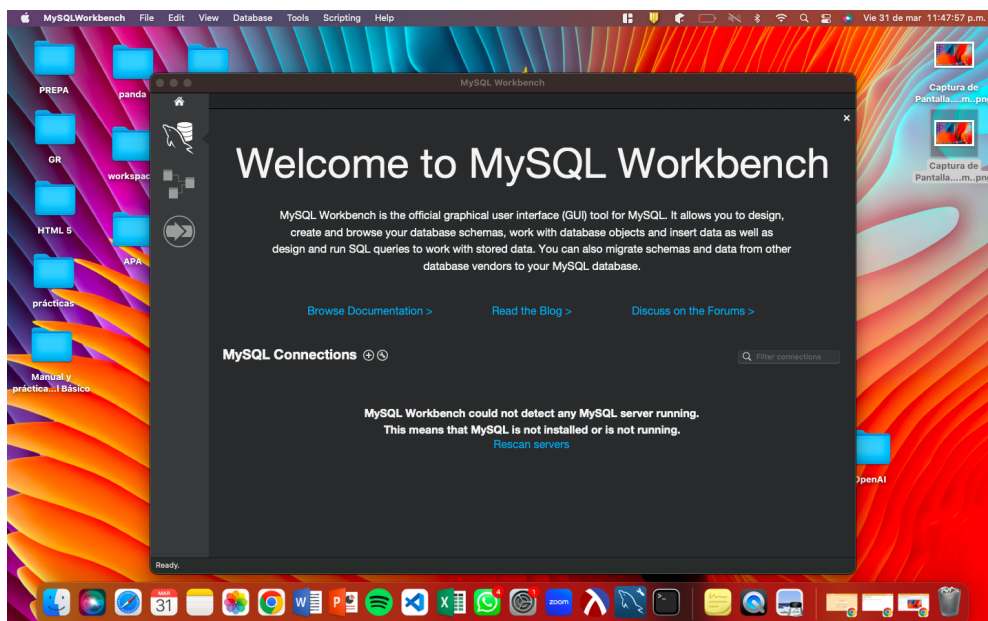 MySQLWorkbench File Edit View Database Tools Scripting Help
Vie 31 de mar 11:47:57 p.m.
PREPA
panda
GR
workspac
HTML 5
APA
prácticas
Manual y
práctica...l Básico
MySQL Workbench
Welcome to MySQL Workbench
MySQL Workbench is the official graphical user interface (GUI) tool for MySQL. It allows you to design,
create and browse your database schemas, work with database objects and insert data as well as
design and run SQL queries to work with stored data. You can also migrate schemas and data from other
database vendors to your MySQL database.
Browse Documentation >
Read the Blog >
Discuss on the Forums >
MySQL Connections
Filter connections
MySQL Workbench could not detect any MySQL server running.
This means that MySQL is not installed or is not running.
Rescan servers
Ready.
Captura de
Pantalla....m..png
Captura de
Pantalla....m..png
OpenAI
MAR
31
W
P
X
4
1
zoom